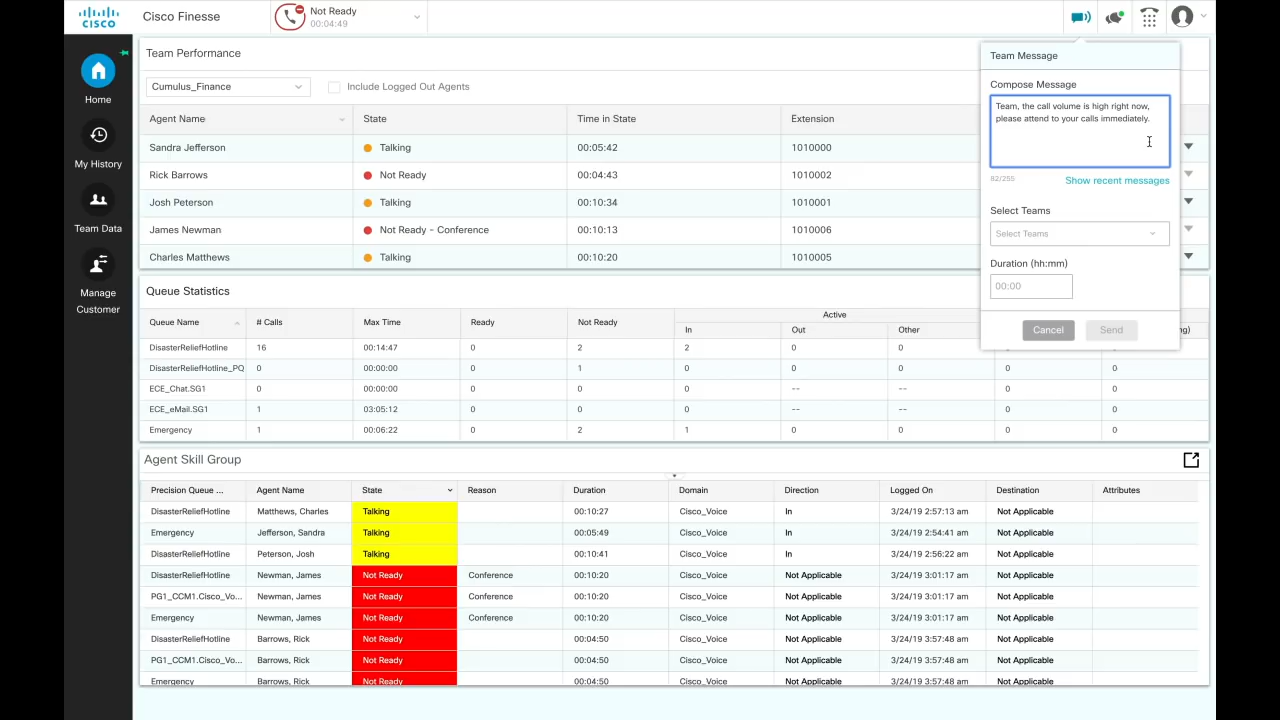 CISCO
Cisco Finesse
Not Ready
00:04:49
Home
My History
Team Data
Manage
Customer
Team Performance
Cumulus_Finance
Include Logged Out Agents
Agent Name State Time in State Extension
Sandra Jefferson Talking 00:05:42 1010000
Rick Barrows Not Ready 00:04:43 1010002
Josh Peterson Talking 00:10:34 1010001
James Newman Not Ready - Conference 00:10:13 1010006
Charles Matthews Talking 00:10:20 1010005
Team Message
Compose Message
Team, the call volume is high right now,
please attend to your calls immediately.
82/255
Show recent messages
Select Teams
Select Teams
Duration (hh:mm)
00:00
Cancel Send
Queue Statistics
Active
Queue Name # Calls Max Time Ready Not Ready In Out Other ng)
DisasterReliefHotline 16 00:14:47 0 2 2 0 0 0 0
DisasterReliefHotline_PQ 0 00:00:00 0 1 0 0 0 0 0
ECE_Chat.SG1 0 00:00:00 0 0 0 -- -- 0 0
ECE_eMail.SG1 1 03:05:12 0 0 0 -- -- 0 0
Emergency 1 00:06:22 0 2 1 0 0 0 0
Agent Skill Group
Precision Queue ... Agent Name State Reason Duration Domain Direction Logged On Destination Attributes
DisasterReliefHotline Matthews, Charles Talking 00:10:27 Cisco_Voice In 3/24/19 2:57:13 am Not Applicable
Emergency Jefferson, Sandra Talking 00:05:49 Cisco_Voice In 3/24/19 2:54:41 am Not Applicable
DisasterReliefHotline Peterson, Josh Talking 00:10:41 Cisco_Voice In 3/24/19 2:56:22 am Not Applicable
DisasterReliefHotline Newman, James Not Ready Conference 00:10:20 Cisco_Voice Not Applicable 3/24/19 3:01:17 am Not Applicable
PG1_CCM1.Cisco_Vo... Newman, James Not Ready Conference 00:10:20 Cisco_Voice Not Applicable 3/24/19 3:01:17 am Not Applicable
Emergency Newman, James Not Ready Conference 00:10:20 Cisco_Voice Not Applicable 3/24/19 3:01:17 am Not Applicable
DisasterReliefHotline Barrows, Rick Not Ready 00:04:50 Cisco_Voice Not Applicable 3/24/19 3:57:48 am Not Applicable
PG1_CCM1.Cisco_Vo... Barrows, Rick Not Ready 00:04:50 Cisco_Voice Not Applicable 3/24/19 3:57:48 am Not Applicable
Emergency Barrows, Rick Not Ready 00:04:50 Cisco_Voice Not Applicable 3/24/19 3:57:48 am Not Applicable